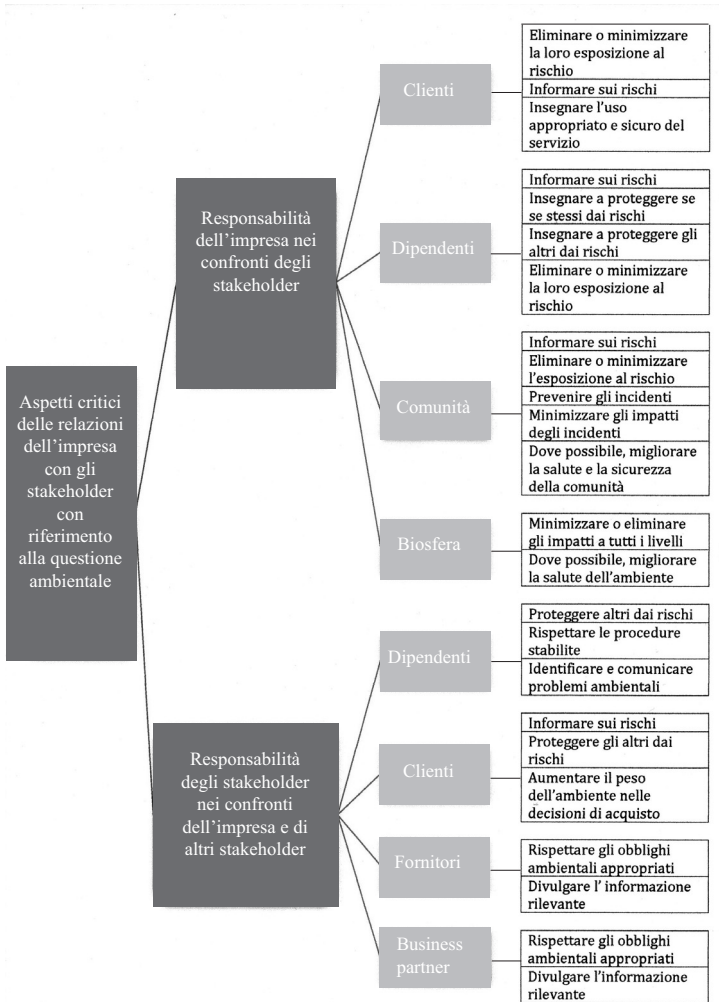 Aspetti critici
delle relazioni
dell'impresa
con gli
stakeholder
con
riferimento
alla questione
ambientale
Responsabilità
dell'impresa nei
confronti degli
stakeholder
Clienti
Eliminare o minimizzare
la loro esposizione al
rischio
Informare sui rischi
Insegnare l'uso
appropriato e sicuro del
servizio
Dipendenti
Informare sui rischi
Insegnare a proteggere se
se stessi dai rischi
Insegnare a proteggere gli
altri dai rischi
Eliminare o minimizzare
la loro esposizione al
rischio
Comunità
Informare sui rischi
Eliminare o minimizzare
l'esposizione al rischio
Prevenire gli incidenti
Minimizzare gli impatti
degli incidenti
Dove possibile, migliorare
la salute e la sicurezza
della comunità
Biosfera
Minimizzare o eliminare
gli impatti a tutti i livelli
Dove possibile, migliorare
la salute dell'ambiente
Responsabilità
degli stakeholder
nei confronti
dell'impresa e di
altri stakeholder
Dipendenti
Proteggere altri dai rischi
Rispettare le procedure
stabilite
Identificare e comunicare
problemi ambientali
Clienti
Informare sui rischi
Proteggere gli altri dai
rischi
Aumentare il peso
dell'ambiente nelle
decisioni di acquisto
Fornitori
Rispettare gli obblighi
ambientali appropriati
Divulgare l' informazione
rilevante
Business
partner
Rispettare gli obblighi
ambientali appropriati
Divulgare l'informazione
rilevante